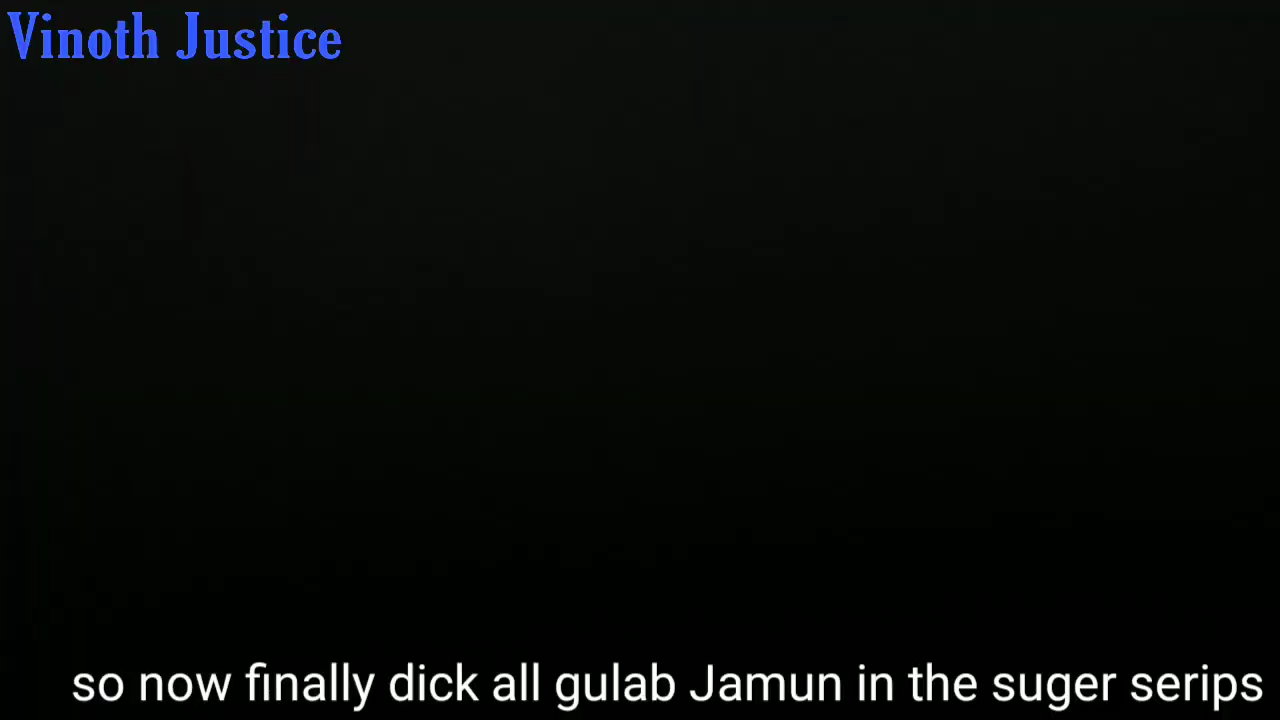 Vinoth Justice
so now finally dick all gulab Jamun in the suger serips